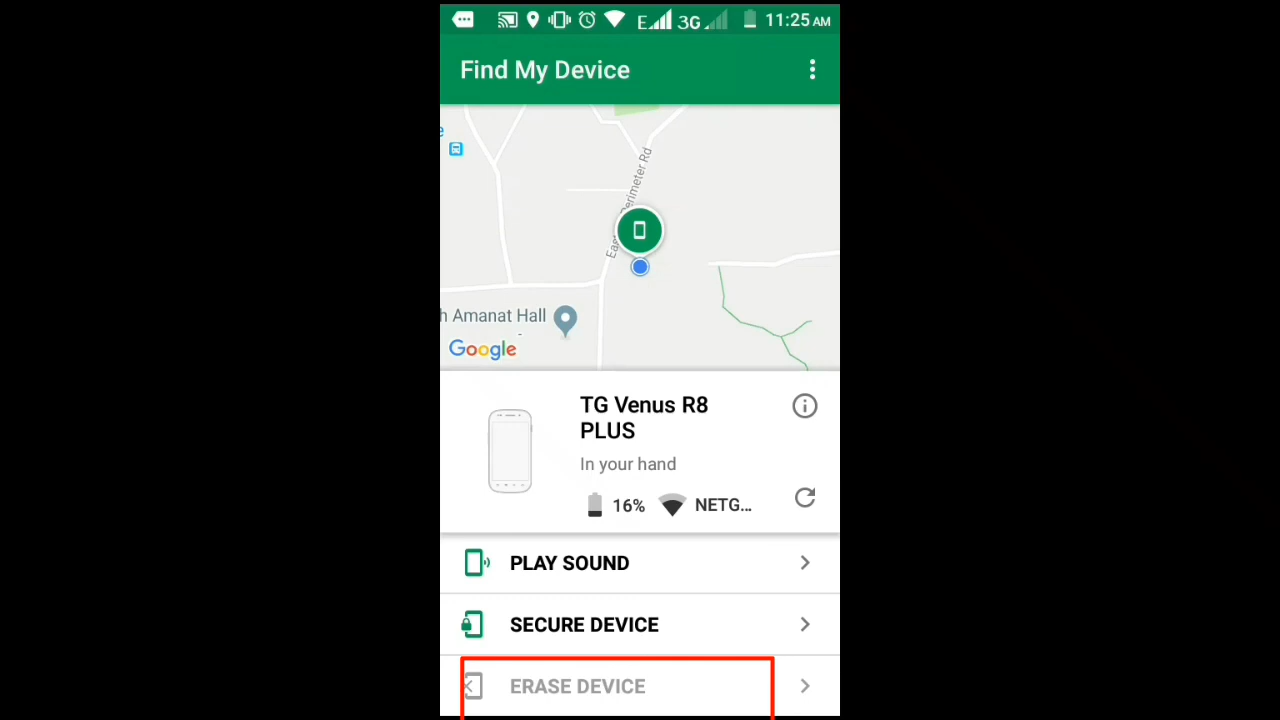 E 3G 11:25 AM
Find My Device
Perimeter Rd
h Amanat Hall
Google
TG Venus R8
PLUS
In your hand
16% NETG...
PLAY SOUND
SECURE DEVICE
ERASE DEVICE